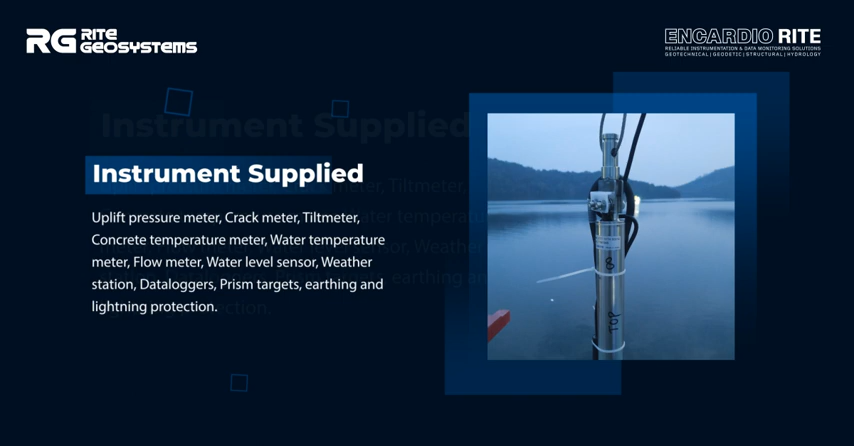 RG RITE
GEOSYSTEMS
ENCARDIO RITE
RELIABLE INSTRUMENTATION & DATA MONITORING SOLUTIONS
GEOTECHNICAL | GEODETIC | STRUCTURAL | HYDROLOGY
Instrument Supplied
Instrument Supplied
Uplift pressure meter, Crack meter, Tiltmeter,
Concrete temperature meter, Water temperature
meter, Flow meter, Water level sensor, Weather
station, Dataloggers, Prism targets, earthing and
lightning protection.
TOP